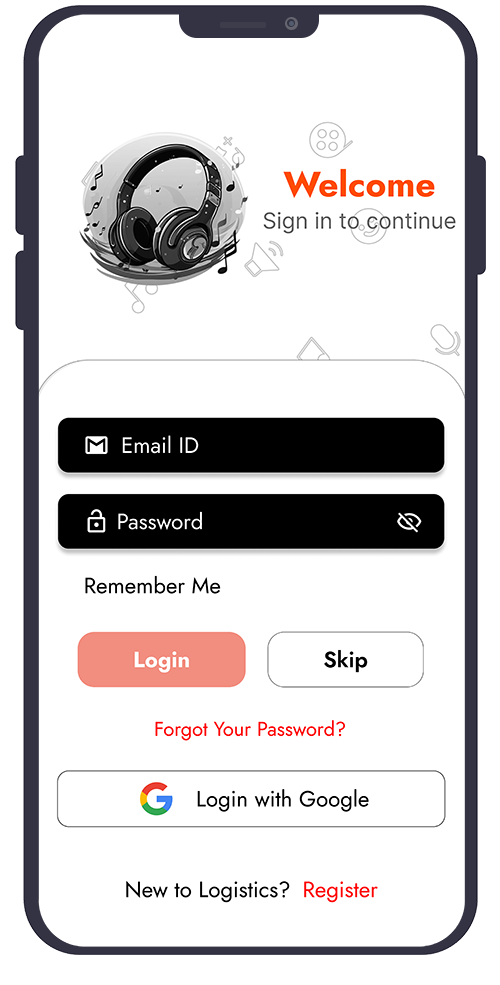 Welcome
Sign in to continue
Email ID
Password
Remember Me
Login
Skip
Forgot Your Password?
Login with Google
New to Logistics? Register